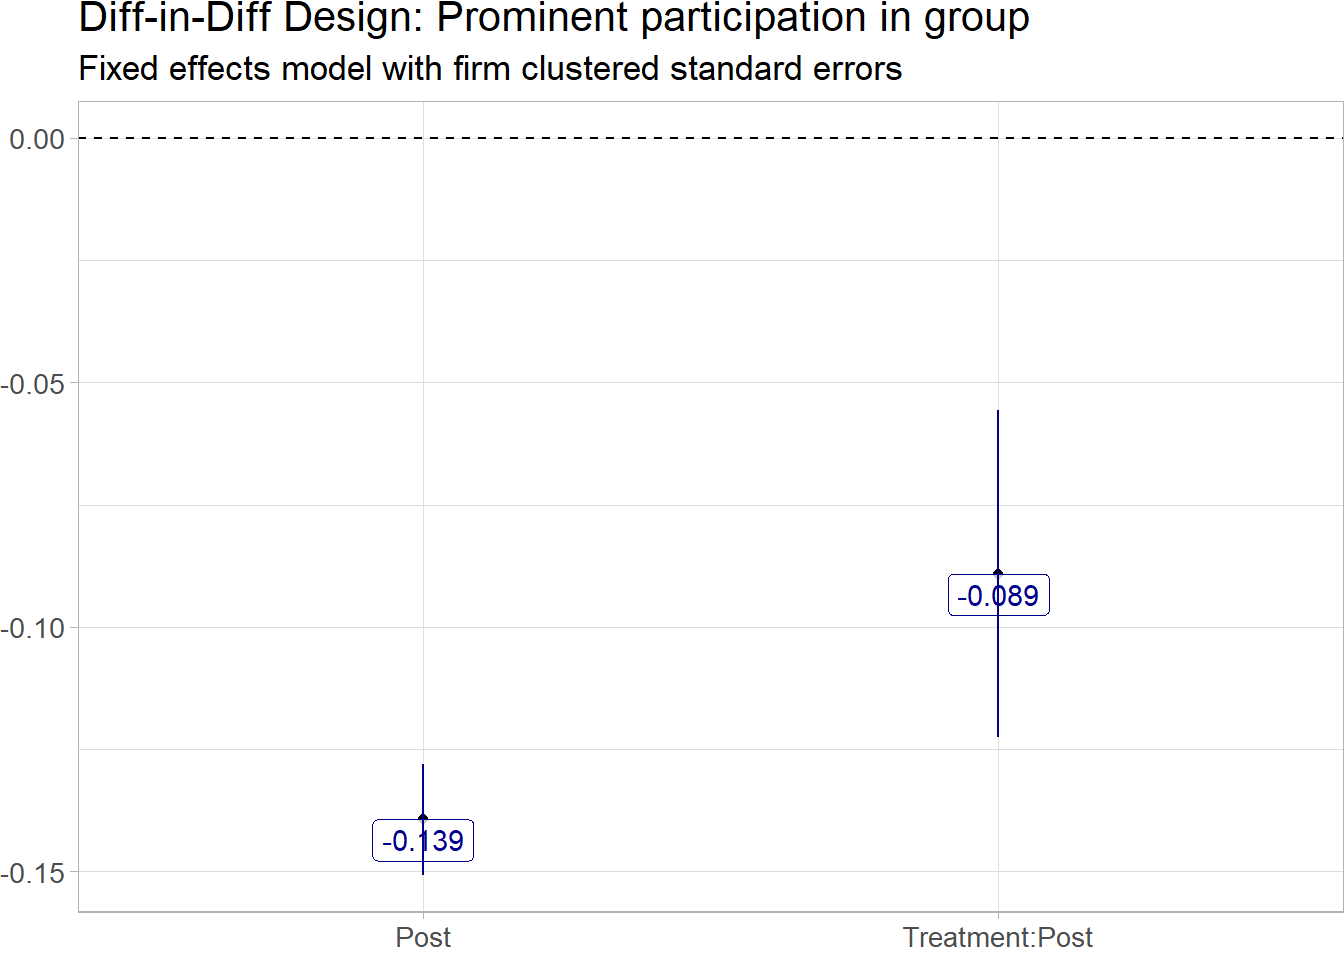 Diff-in-Diff Design: Prominent participation in group
Fixed effects model with firm clustered standard errors
0.00
-0.05
-0.089
-0.10
-0.139
-0.15
Post
Treatment:Post